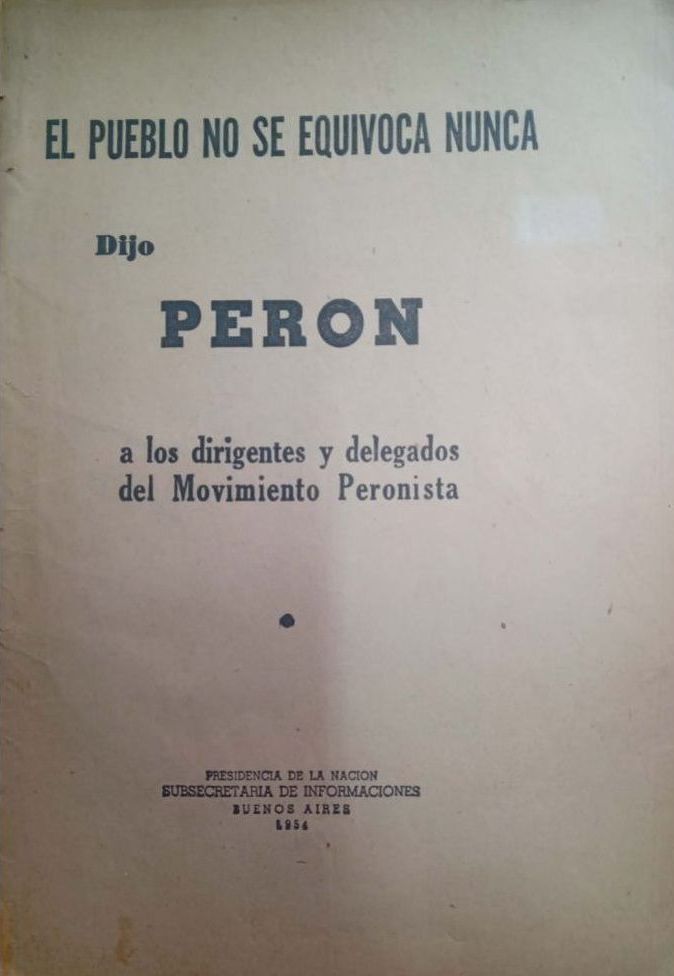 EL PUEBLO NO SE EQUIVOCA NUNCA
Dijo
PERON
a los dirigentes y delegados
del Movimiento Peronista
PRESIDENCIA DE LA NACION
SUBSECRETARIA DE INFORMACIONES
BUENOS AIRES
1954